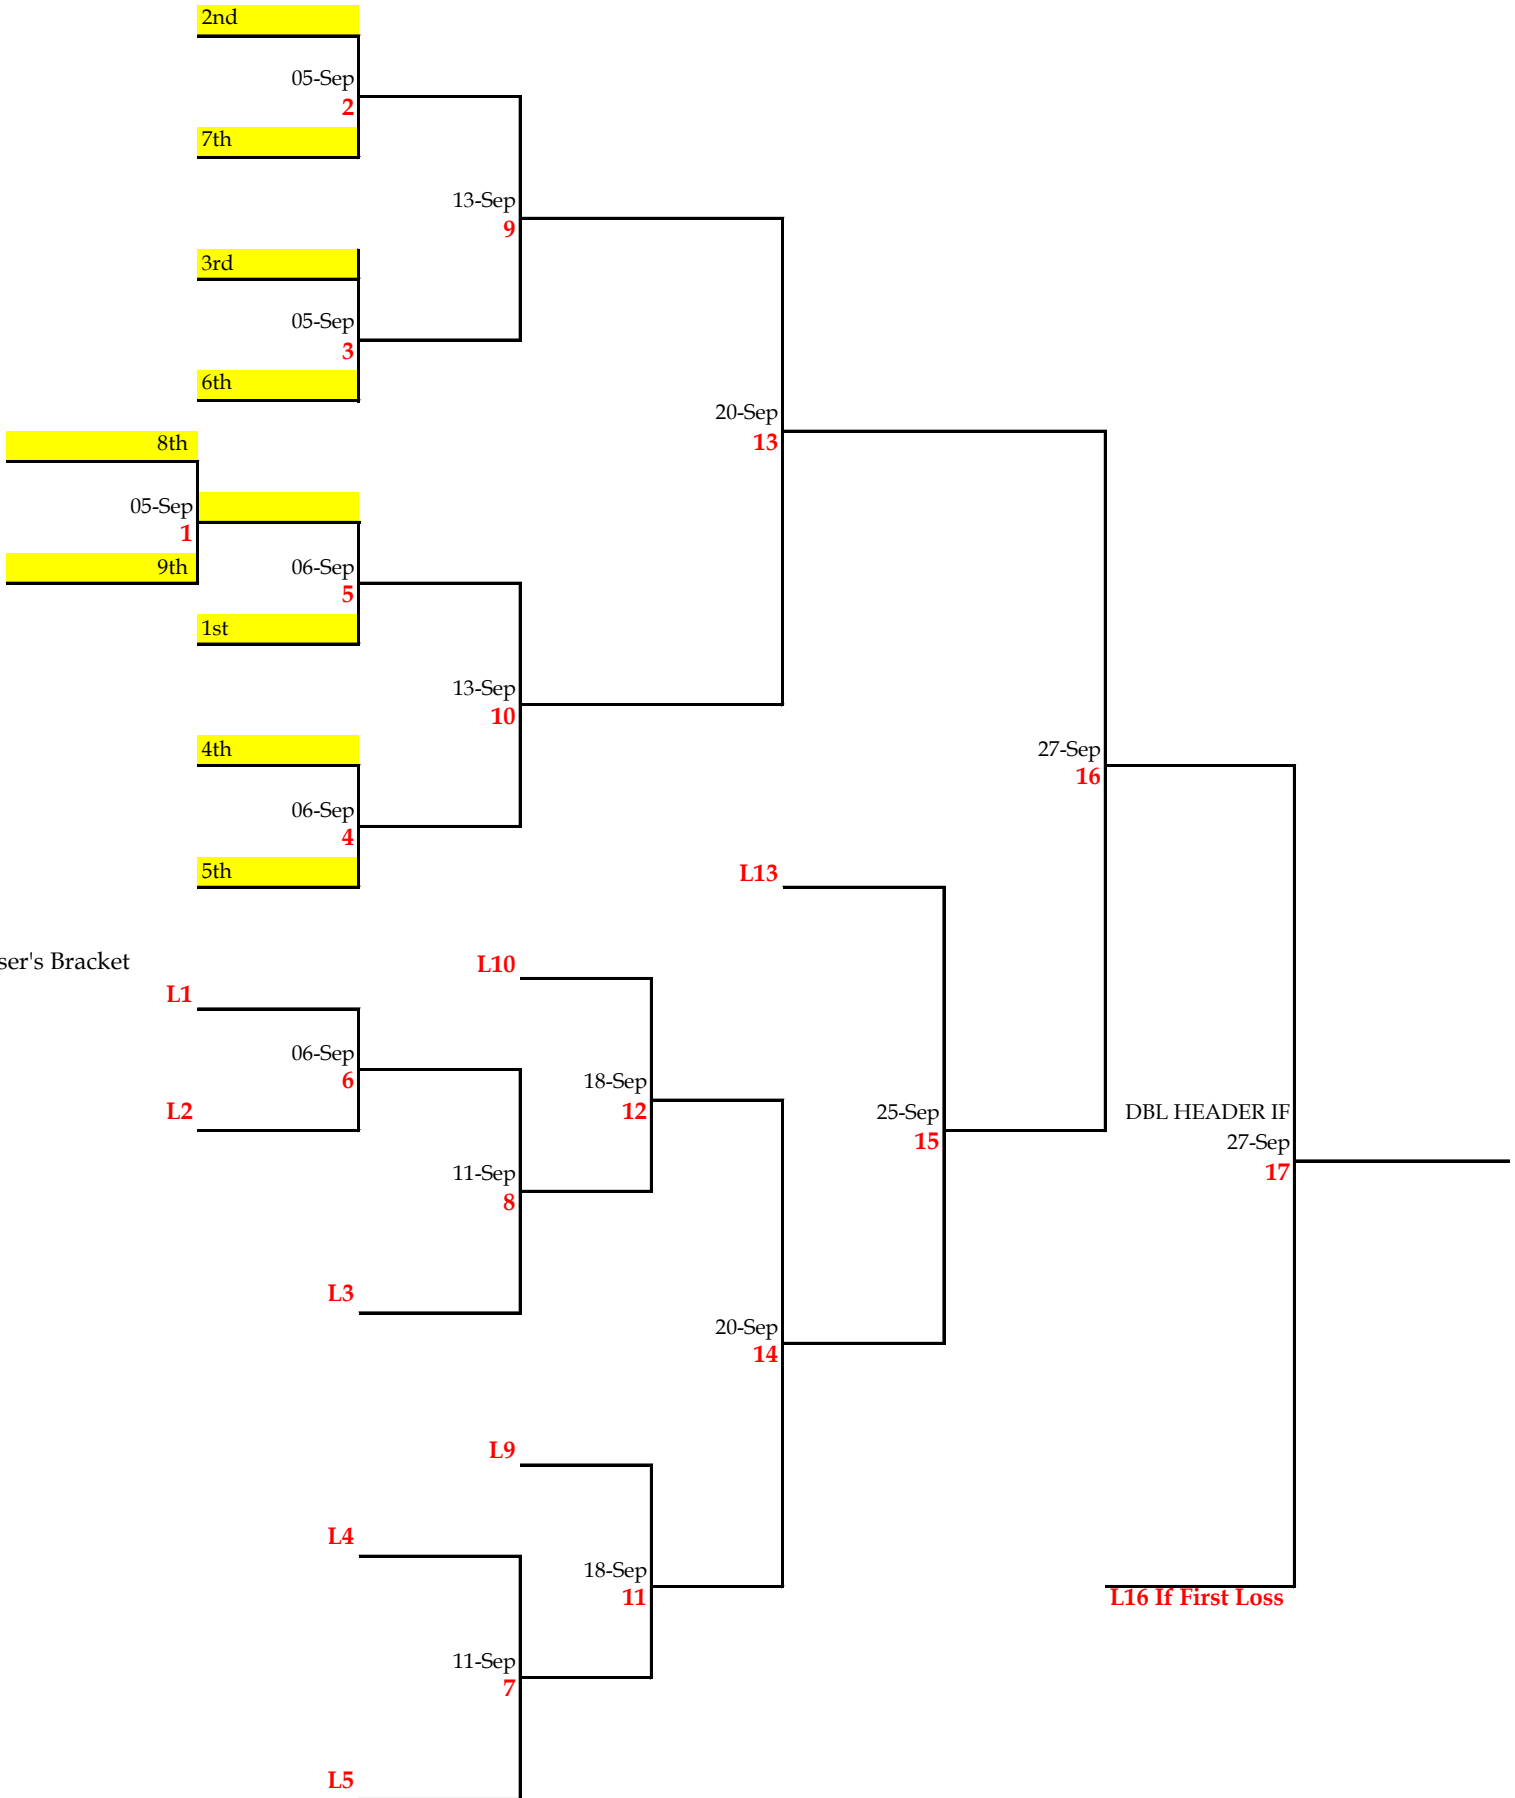 2nd
05-Sep
2
7th
13-Sep
9
3rd
05-Sep
3
6th
20-Sep
13
8th
05-Sep
1
9th
06-Sep
5
1st
13-Sep
10
4th
27-Sep
16
06-Sep
4
5th
L13
ser's Bracket
L10
L1
06-Sep
6
18-Sep
12
L2
25-Sep
15
DBL HEADER IF
27-Sep
17
11-Sep
8
L3
20-Sep
14
L9
L4
18-Sep
11
L16 If First Loss
11-Sep
7
L5